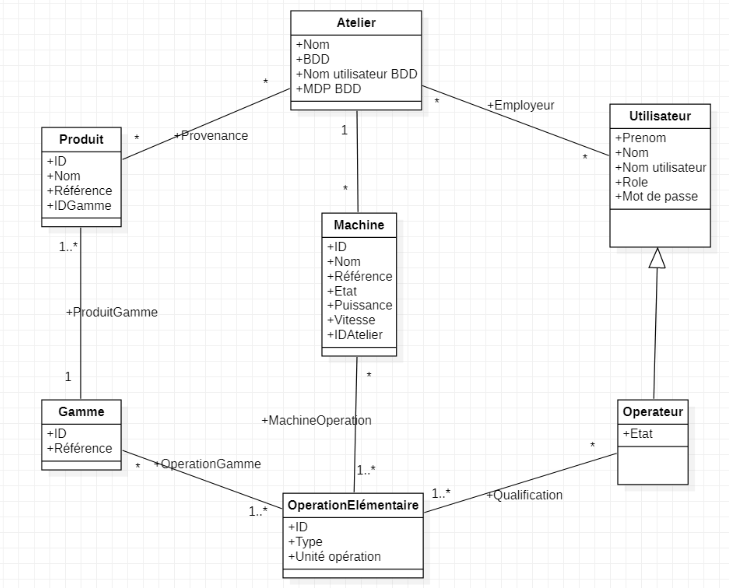 Atelier
+Nom
+BDD
+Nom utilisateur BDD
+MDP BDD
*
*
+Employeur
*
Utilisateur
+Prenom
+Nom
+Nom utilisateur
+Role
+Mot de passe
*
+Provenance
Produit
+ID
+Nom
+Référence
+IDGamme
1
*
Machine
+ID
+Nom
+Référence
+Etat
+Puissance
+Vitesse
+IDAtelier
1..*
+ProduitGamme
1
Gamme
+ID
+Référence
*
+MachineOperation
1..*
Operateur
+Etat
*
+Qualification
1..*
*
+OperationGamme
1..*
OperationElémentaire
+ID
+Type
+Unité opération